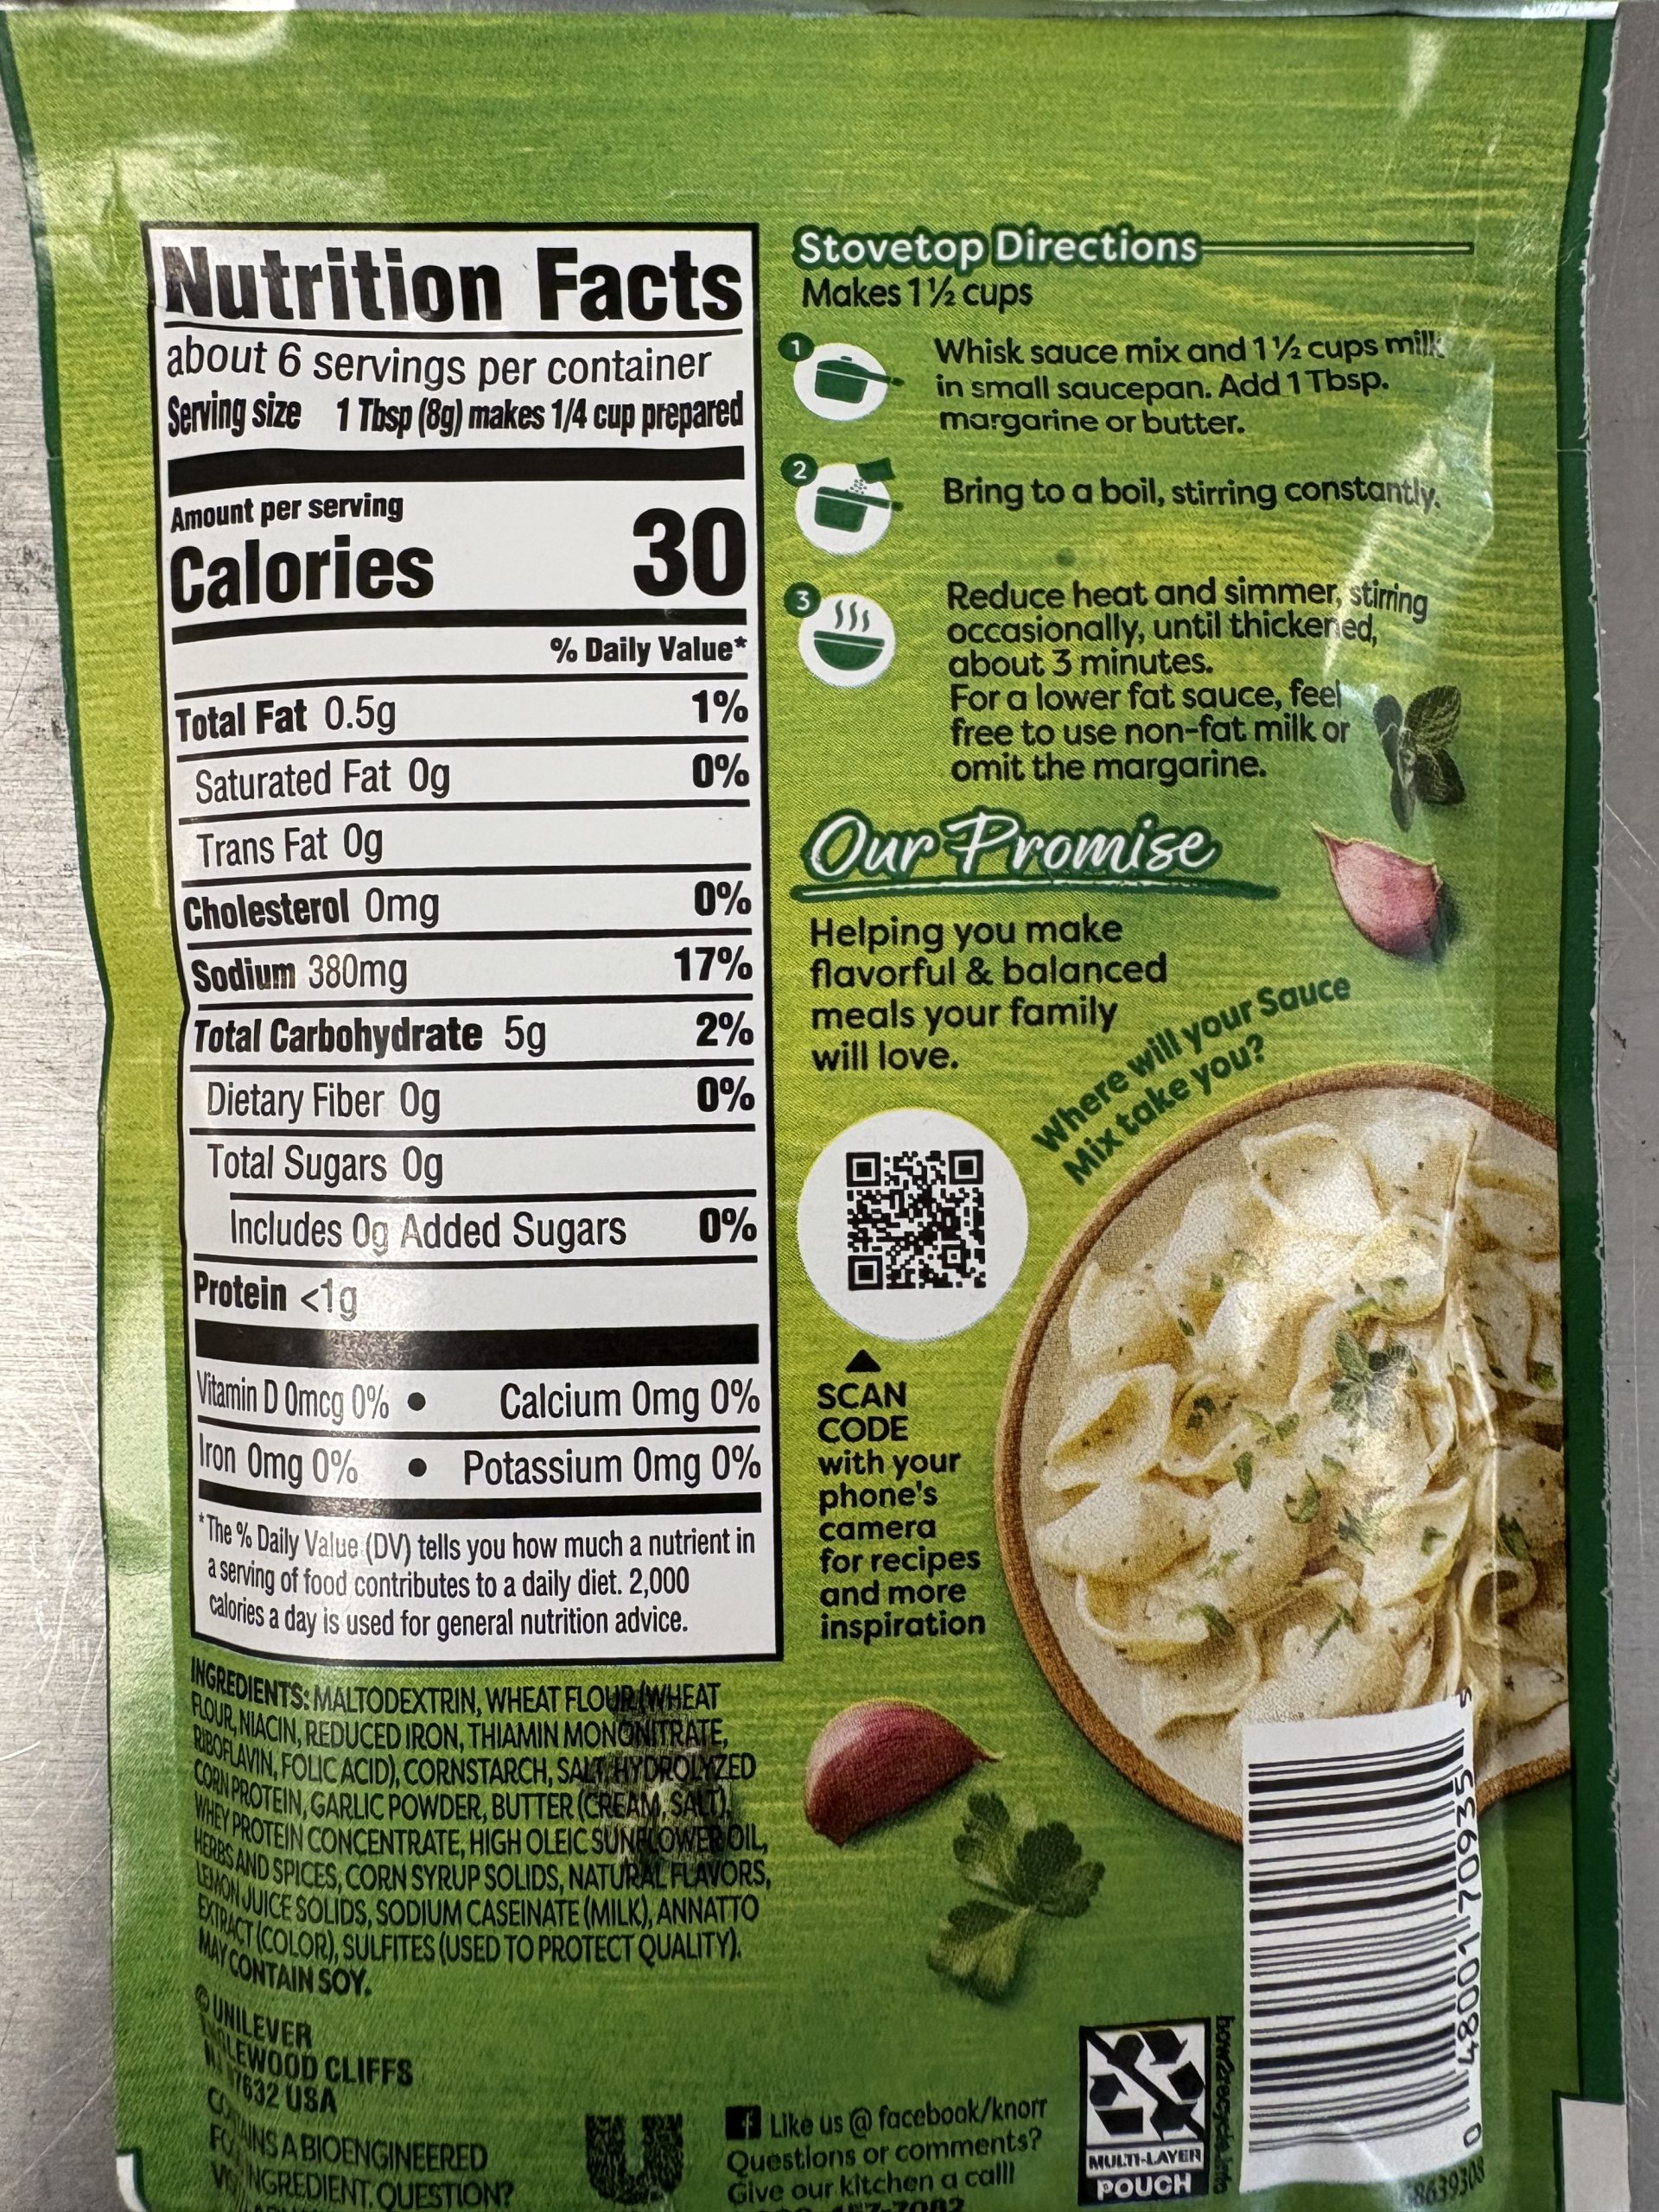 Nutrition Facts
about 6 servings per container
Serving size 1 Tbsp (8g) makes 1/4 cup prepared
Amount per serving
Calories 30
% Daily Value*
Total Fat 0.5g 1%
Saturated Fat 0g 0%
Trans Fat 0g
Cholesterol 0mg 0%
Sodium 380mg 17%
Total Carbohydrate 5g 2%
Dietary Fiber 0g 0%
Total Sugars 0g
Includes 0g Added Sugars 0%
Protein <1g
Vitamin D 0mcg 0% • Calcium 0mg 0%
Iron 0mg 0% • Potassium 0mg 0%
*The % Daily Value (DV) tells you how much a nutrient in
a serving of food contributes to a daily diet. 2,000
calories a day is used for general nutrition advice.
INGREDIENTS: MALTODEXTRIN, WHEAT FLOUR (WHEAT
FLOUR, NIACIN, REDUCED IRON, THIAMIN MONONITRATE,
RIBOFLAVIN, FOLIC ACID), CORNSTARCH, SALT, HYDROLYZED
CORN PROTEIN, GARLIC POWDER, BUTTER (CREAM, SALT),
WHEY PROTEIN CONCENTRATE, HIGH OLEIC SUNFLOWER OIL,
HERBS AND SPICES, CORN SYRUP SOLIDS, NATURAL FLAVORS,
LEMON JUICE SOLIDS, SODIUM CASEINATE (MILK), ANNATTO
EXTRACT (COLOR), SULFITES (USED TO PROTECT QUALITY).
MAY CONTAIN SOY.
© UNILEVER
ENGLEWOOD CLIFFS
NJ 07632 USA
CONTAINS A BIOENGINEERED
FOOD INGREDIENT. QUESTION?
Stovetop Directions
Makes 1 ½ cups
1
Whisk sauce mix and 1 ½ cups milk
in small saucepan. Add 1 Tbsp.
margarine or butter.
2
Bring to a boil, stirring constantly.
3
Reduce heat and simmer, stirring
occasionally, until thickened,
about 3 minutes.
For a lower fat sauce, feel
free to use non-fat milk or
omit the margarine.
Our Promise
Helping you make
flavorful & balanced
meals your family
will love.
Where will your Sauce
Mix take you?
SCAN
CODE
with your
phone's
camera
for recipes
and more
inspiration
Like us @ facebook/knorr
Questions or comments?
Give our kitchen a call!
how2recycle.info
MULTI-LAYER
POUCH
0 48001 70935 5
8639308